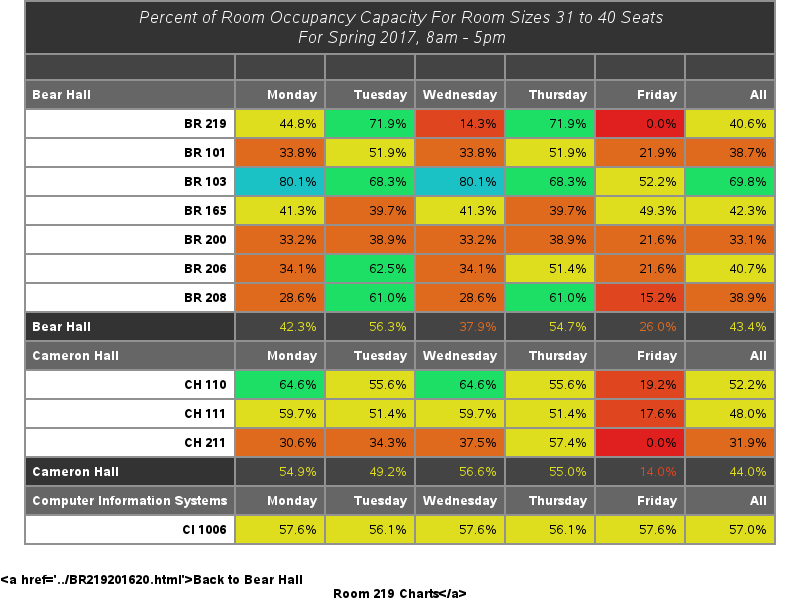 Percent of Room Occupancy Capacity For Room Sizes 31 to 40 Seats
For Spring 2017, 8am - 5pm
Bear Hall Monday Tuesday Wednesday Thursday Friday All
BR 219 44.8% 71.9% 14.3% 71.9% 0.0% 40.6%
BR 101 33.8% 51.9% 33.8% 51.9% 21.9% 38.7%
BR 103 80.1% 68.3% 80.1% 68.3% 52.2% 69.8%
BR 165 41.3% 39.7% 41.3% 39.7% 49.3% 42.3%
BR 200 33.2% 38.9% 33.2% 38.9% 21.6% 33.1%
BR 206 34.1% 62.5% 34.1% 51.4% 21.6% 40.7%
BR 208 28.6% 61.0% 28.6% 61.0% 15.2% 38.9%
Bear Hall 42.3% 56.3% 37.9% 54.7% 26.0% 43.4%
Cameron Hall Monday Tuesday Wednesday Thursday Friday All
CH 110 64.6% 55.6% 64.6% 55.6% 19.2% 52.2%
CH 111 59.7% 51.4% 59.7% 51.4% 17.6% 48.0%
CH 211 30.6% 34.3% 37.5% 57.4% 0.0% 31.9%
Cameron Hall 54.9% 49.2% 56.6% 55.0% 14.0% 44.0%
Computer Information Systems Monday Tuesday Wednesday Thursday Friday All
CI 1006 57.6% 56.1% 57.6% 56.1% 57.6% 57.0%
<a href='../BR219201620.html'>Back to Bear Hall
Room 219 Charts</a>